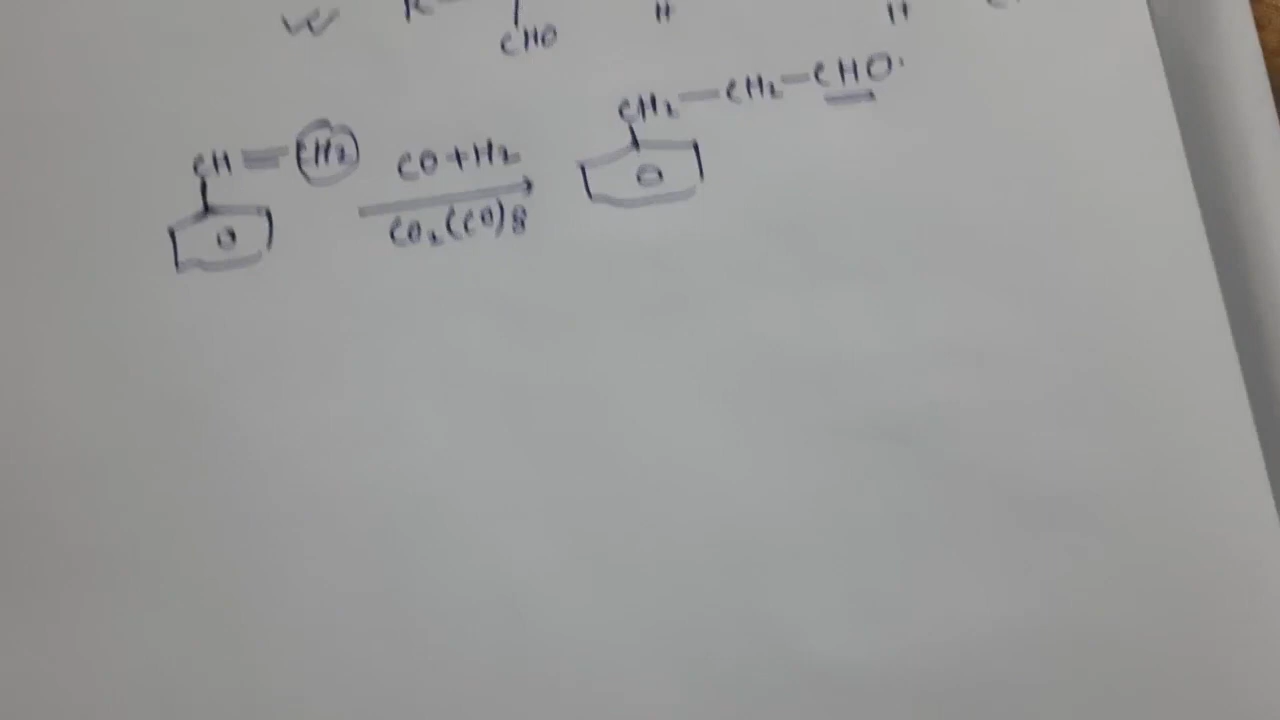 W R CHO H H
CH2 — CH2 — CHO.
CH = CH2 CO + H2
CO2(CO)8